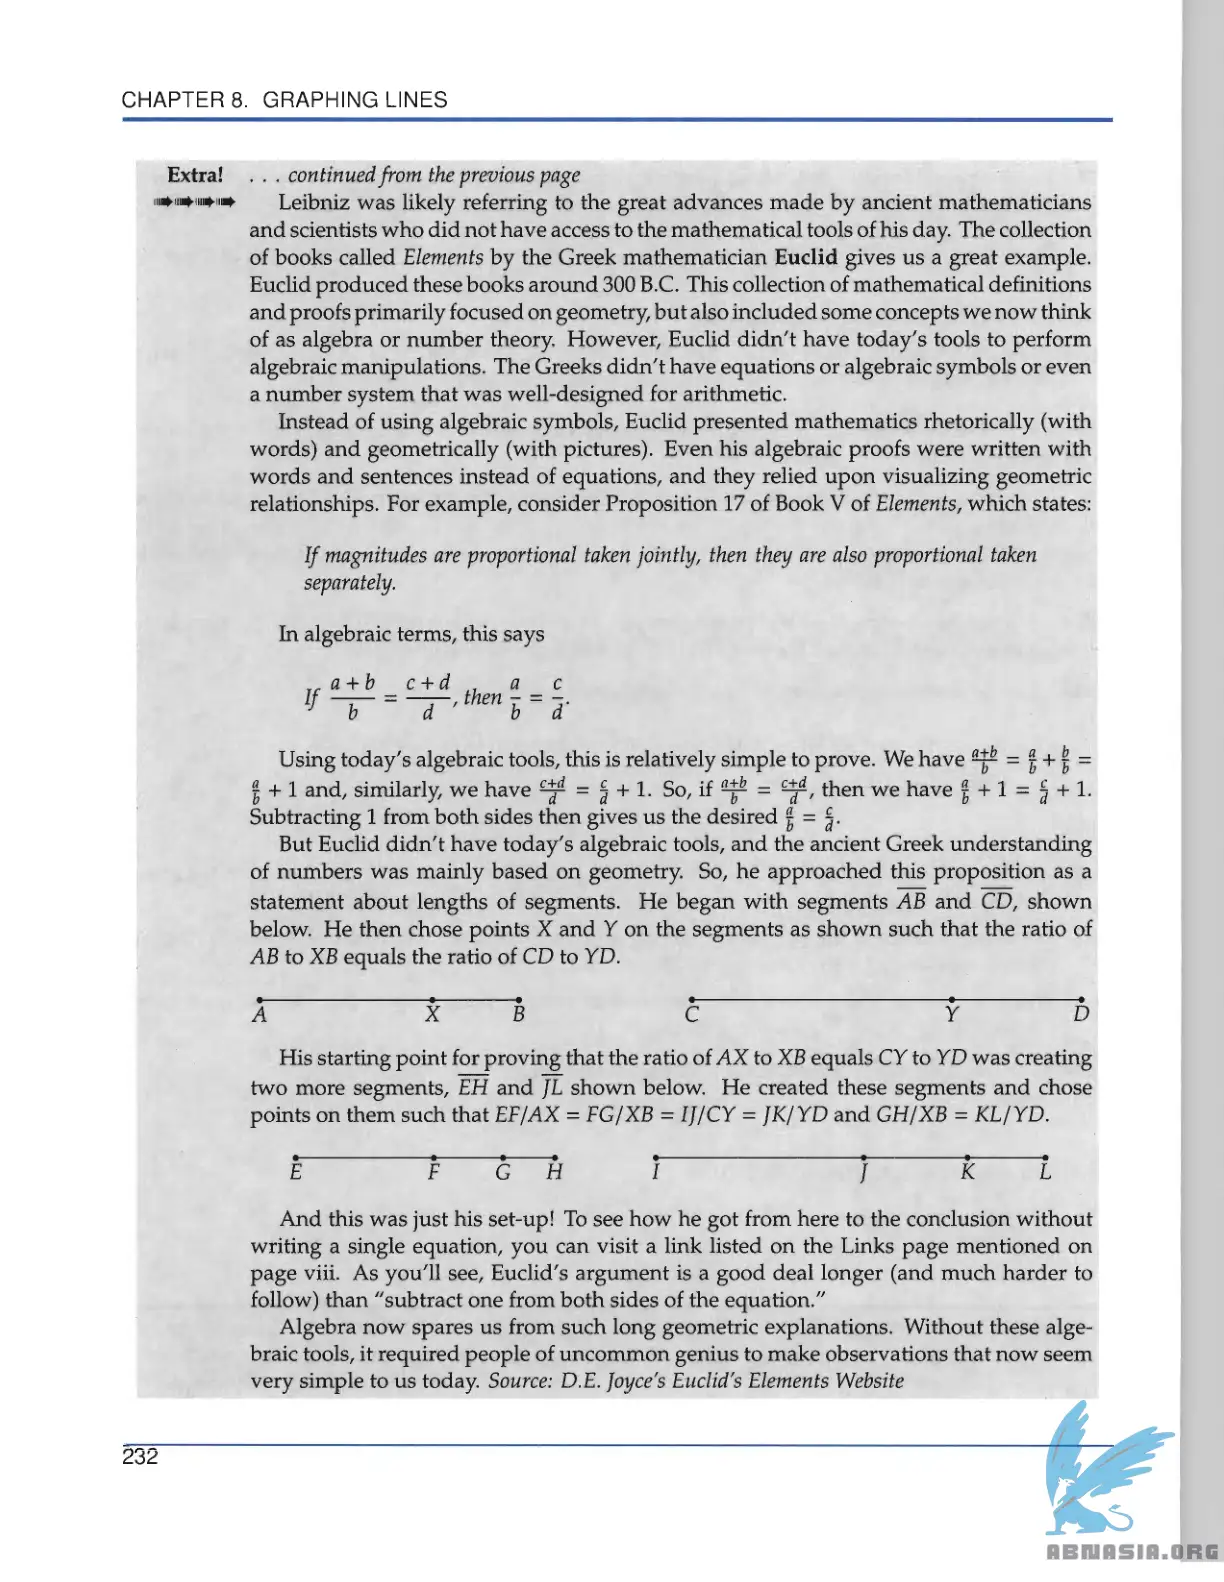 CHAPTER 8. GRAPHING LINES
Extra! . . . continued from the previous page
Leibniz was likely referring to the great advances made by ancient mathematicians
and scientists who did not have access to the mathematical tools of his day. The collection
of books called Elements by the Greek mathematician Euclid gives us a great example.
Euclid produced these books around 300 B.C. This collection of mathematical definitions
and proofs primarily focused on geometry, but also included some concepts we now think
of as algebra or number theory. However, Euclid didn't have today's tools to perform
algebraic manipulations. The Greeks didn't have equations or algebraic symbols or even
a number system that was well-designed for arithmetic.
Instead of using algebraic symbols, Euclid presented mathematics rhetorically (with
words) and geometrically (with pictures). Even his algebraic proofs were written with
words and sentences instead of equations, and they relied upon visualizing geometric
relationships. For example, consider Proposition 17 of Book V of Elements, which states:
If magnitudes are proportional taken jointly, then they are also proportional taken
separately.
In algebraic terms, this says
If (a + b)/b = (c + d)/d, then a/b = c/d.
Using today's algebraic tools, this is relatively simple to prove. We have (a+b)/b = a/b + b/b =
a/b + 1 and, similarly, we have (c+d)/d = c/d + 1. So, if (a+b)/b = (c+d)/d, then we have a/b + 1 = c/d + 1.
Subtracting 1 from both sides then gives us the desired a/b = c/d.
But Euclid didn't have today's algebraic tools, and the ancient Greek understanding
of numbers was mainly based on geometry. So, he approached this proposition as a
statement about lengths of segments. He began with segments AB and CD, shown
below. He then chose points X and Y on the segments as shown such that the ratio of
AB to XB equals the ratio of CD to YD.
A X B C Y D
His starting point for proving that the ratio of AX to XB equals CY to YD was creating
two more segments, EH and JL shown below. He created these segments and chose
points on them such that EF/AX = FG/XB = IJ/CY = JK/YD and GH/XB = KL/YD.
E F G H I J K L
And this was just his set-up! To see how he got from here to the conclusion without
writing a single equation, you can visit a link listed on the Links page mentioned on
page viii. As you'll see, Euclid's argument is a good deal longer (and much harder to
follow) than "subtract one from both sides of the equation."
Algebra now spares us from such long geometric explanations. Without these alge-
braic tools, it required people of uncommon genius to make observations that now seem
very simple to us today. Source: D.E. Joyce's Euclid's Elements Website
232
ABNASIA.ORG